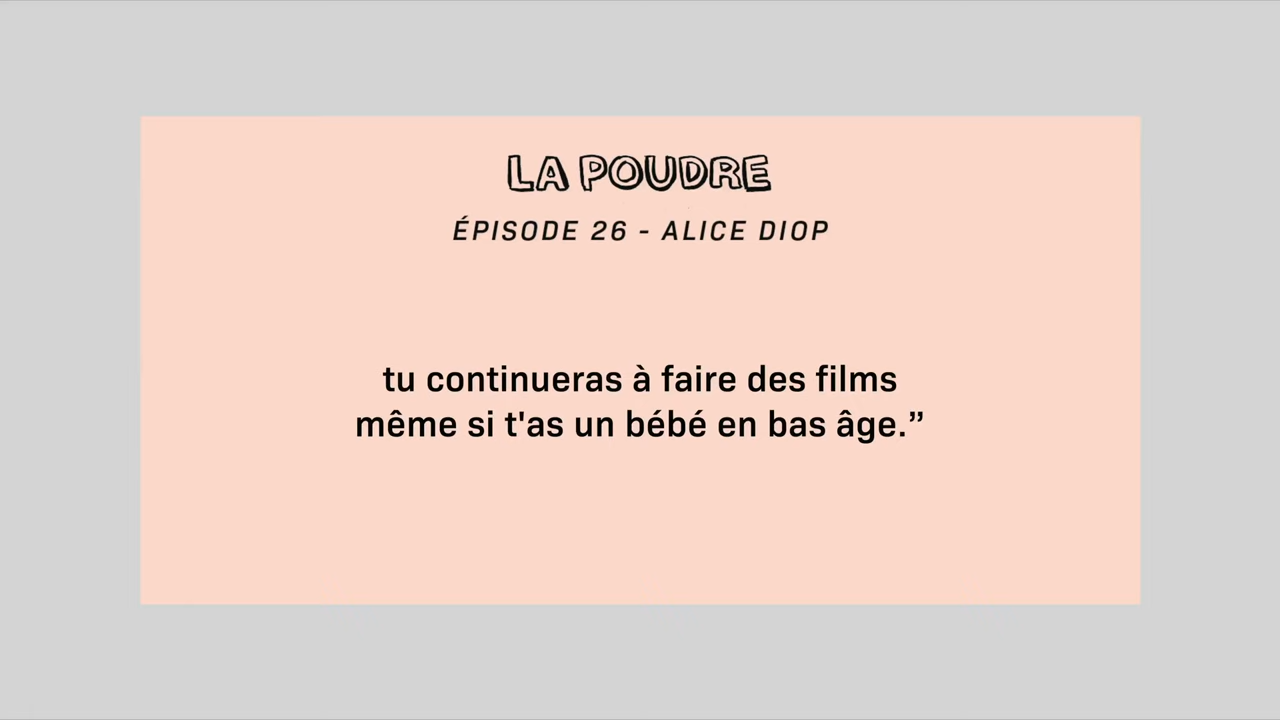 LA POUDRE
ÉPISODE 26 - ALICE DIOP
tu continueras à faire des films
même si t'as un bébé en bas âge.”